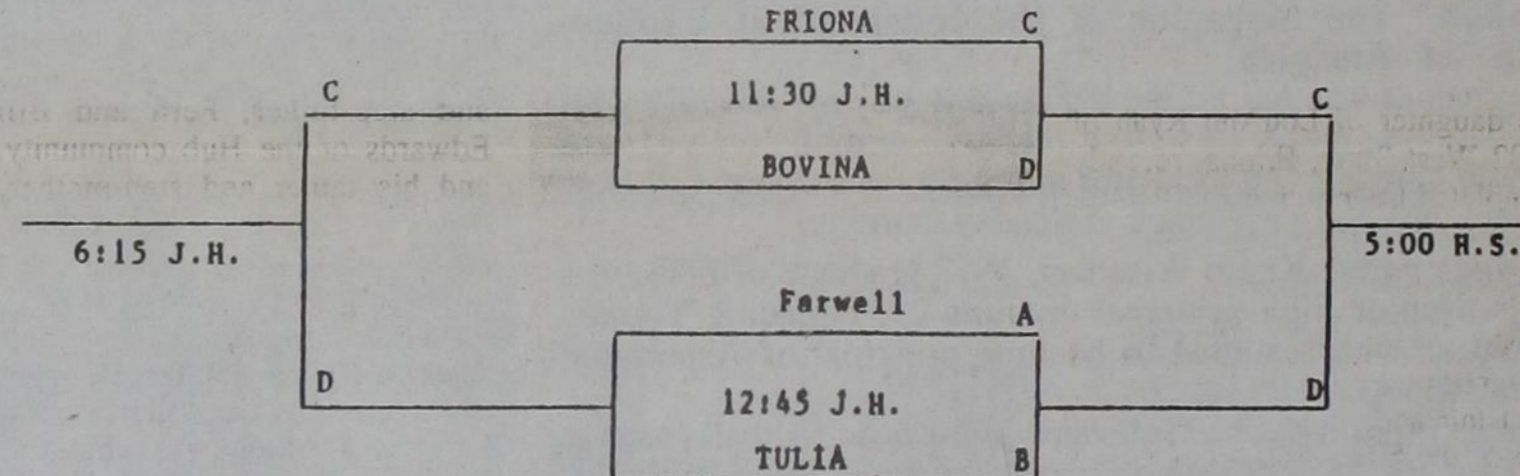 FRIONA C
C 11:30 J.H. C
BOVINA D
6:15 J.H. 5:00 H.S.
Farwell A
D 12:45 J.H. D
TULIA B